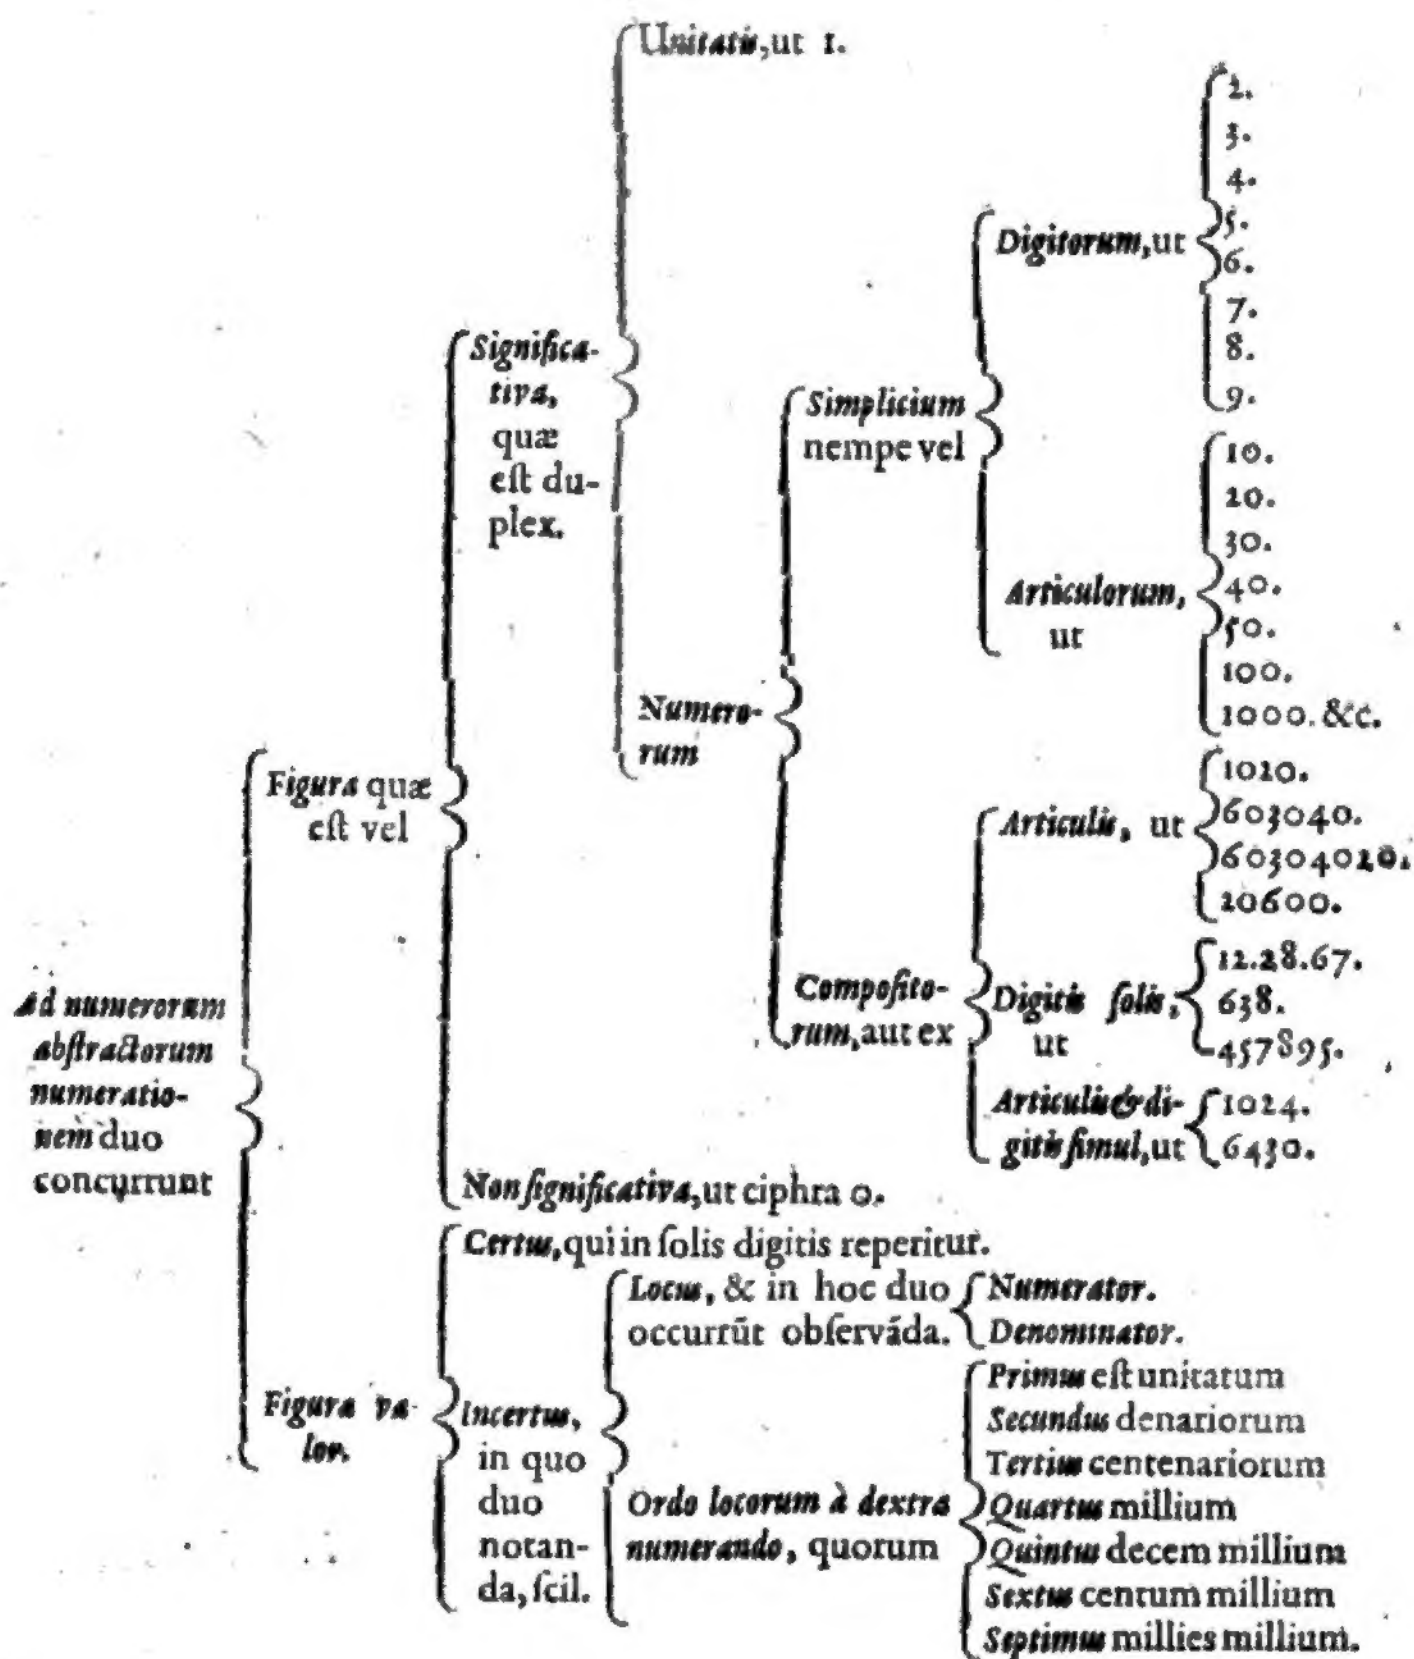 Unitatis, ut 1.
2.
3.
4.
Digitorum, ut
5.
6.
7.
8.
9.
Significa-
tiva,
quæ
eſt du-
plex.
Simplicium
nempe vel
10.
20.
30.
Articulorum,
ut
40.
50.
100.
1000. &c.
Numero-
rum
Figura quæ
eſt vel
Articulis, ut
1020.
603040.
60304020.
20600.
Compoſito-
rum, aut ex
Digitis ſolis,
ut
12.28.67.
638.
457895.
Ad numerorum
abſtractorum
numeratio-
nem duo
concurrunt
Articulis & di-
gitis ſimul, ut
1024.
6430.
Non ſignificativa, ut ciphra 0.
Certus, qui in ſolis digitis reperitur.
Locus, & in hoc duo
occurrūt obſervāda.
Numerator.
Denominator.
Figuræ va-
lor.
Incertus,
in quo
duo
notan-
da, ſcil.
Ordo locorum à dextra
numerando, quorum
Primus eſt unitatum
Secundus denariorum
Tertius centenariorum
Quartus millium
Quintus decem millium
Sextus centum millium
Septimus millies millium.